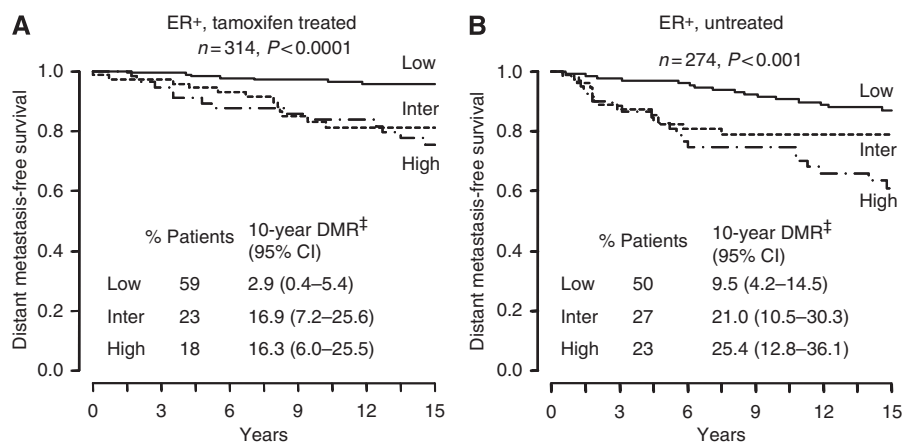 A
ER+, tamoxifen treated
n=314, P<0.0001
Distant metastasis-free survival
1.0
0.8
0.6
0.4
0.2
0.0
Low
Inter
High
% Patients 10-year DMR‡
(95% CI)
Low 59 2.9 (0.4–5.4)
Inter 23 16.9 (7.2–25.6)
High 18 16.3 (6.0–25.5)
0 3 6 9 12 15
Years
B
ER+, untreated
n=274, P<0.001
Distant metastasis-free survival
1.0
0.8
0.6
0.4
0.2
0.0
Low
Inter
High
% Patients 10-year DMR‡
(95% CI)
Low 50 9.5 (4.2–14.5)
Inter 27 21.0 (10.5–30.3)
High 23 25.4 (12.8–36.1)
0 3 6 9 12 15
Years